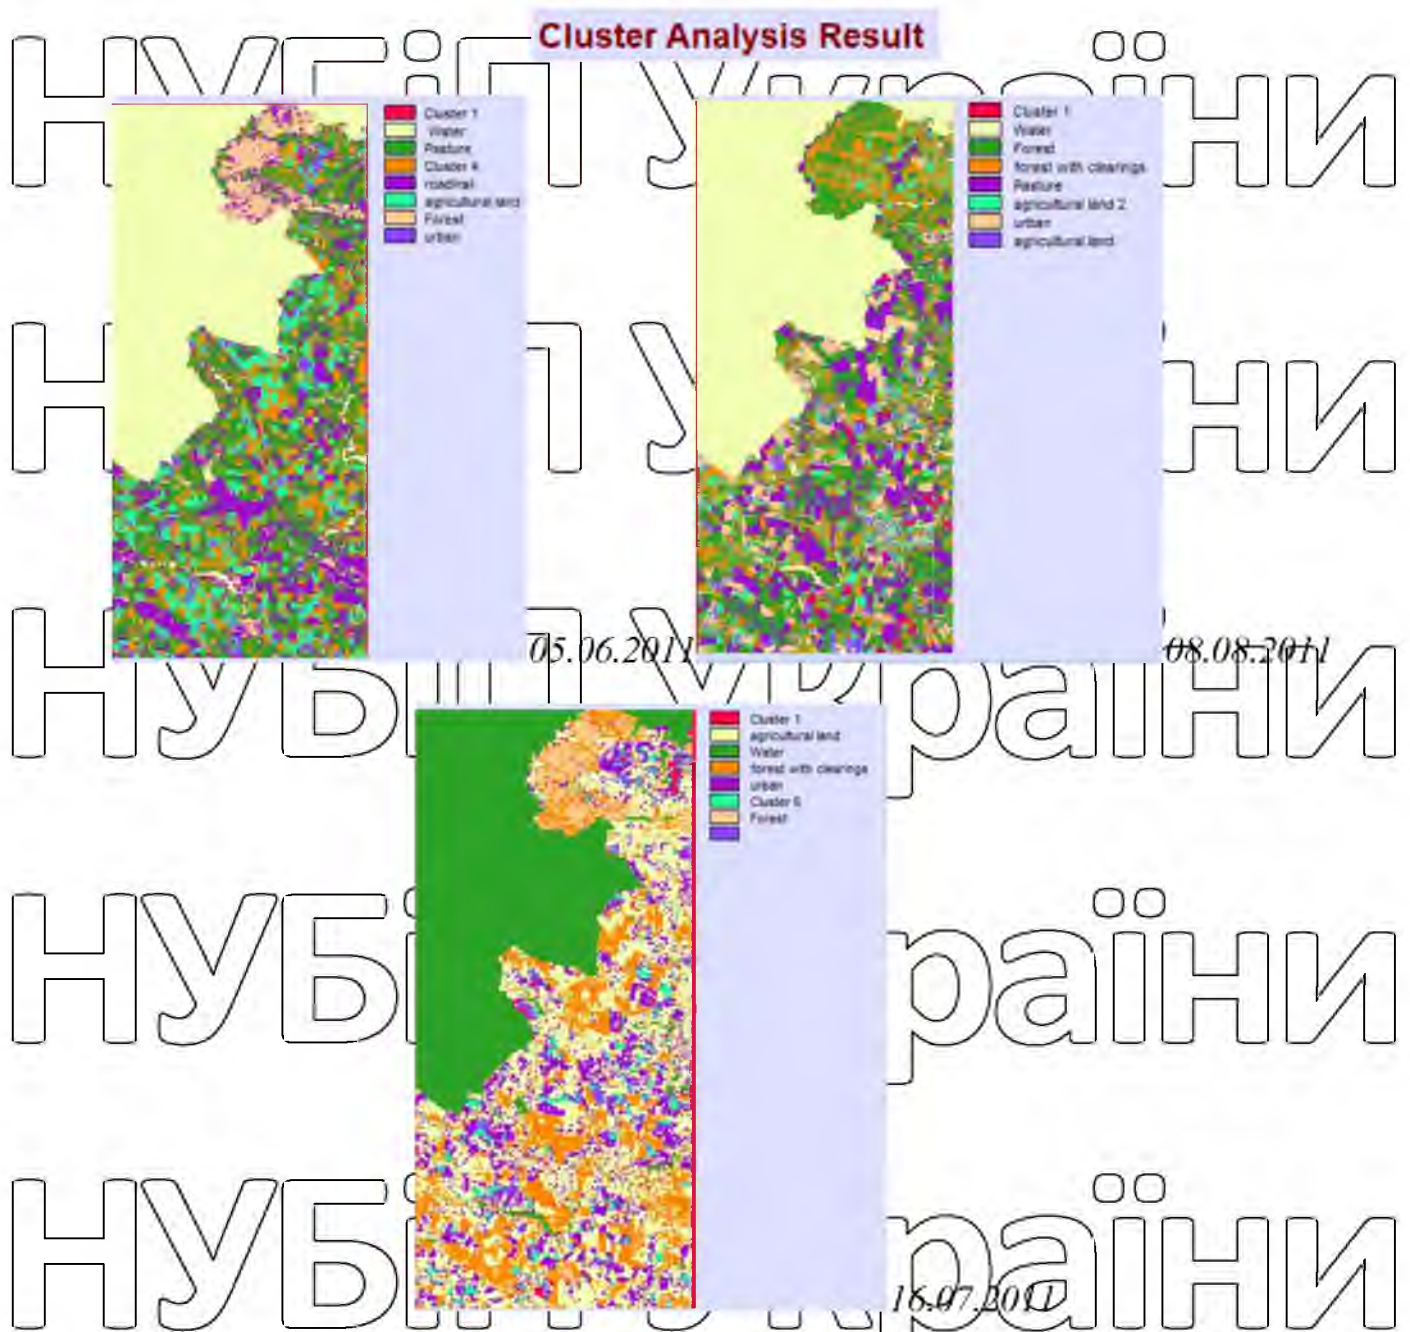 Cluster Analysis Result
НУБіП України
Cluster 1
Water
Pasture
Cluster 4
road/rail
agricultural land
Forest
urban
Cluster 1
Water
Forest
forest with clearings
Pasture
agricultural land 2
urban
agricultural land
НУБіП України
НУБіП України
05.06.2011
08.08.2011
Cluster 1
agricultural land
Water
forest with clearings
urban
Cluster 6
Forest
НУБіП України
НУБіП України
16.07.2011